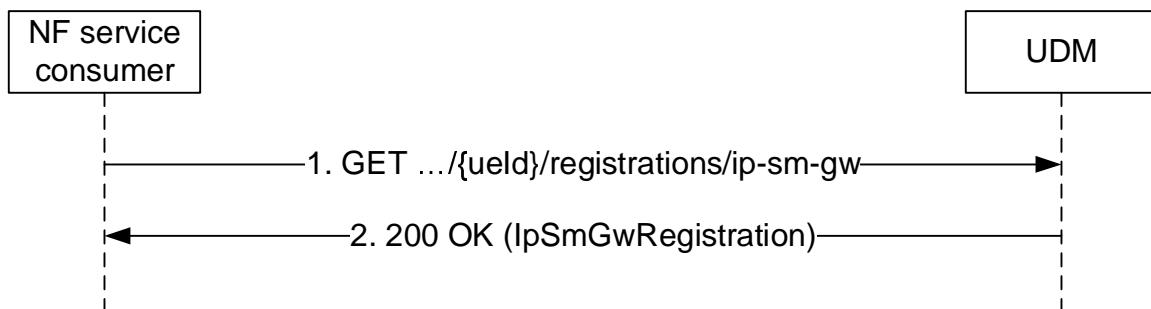 NF service
consumer
UDM
1. GET …/{ueId}/registrations/ip-sm-gw
2. 200 OK (IpSmGwRegistration)